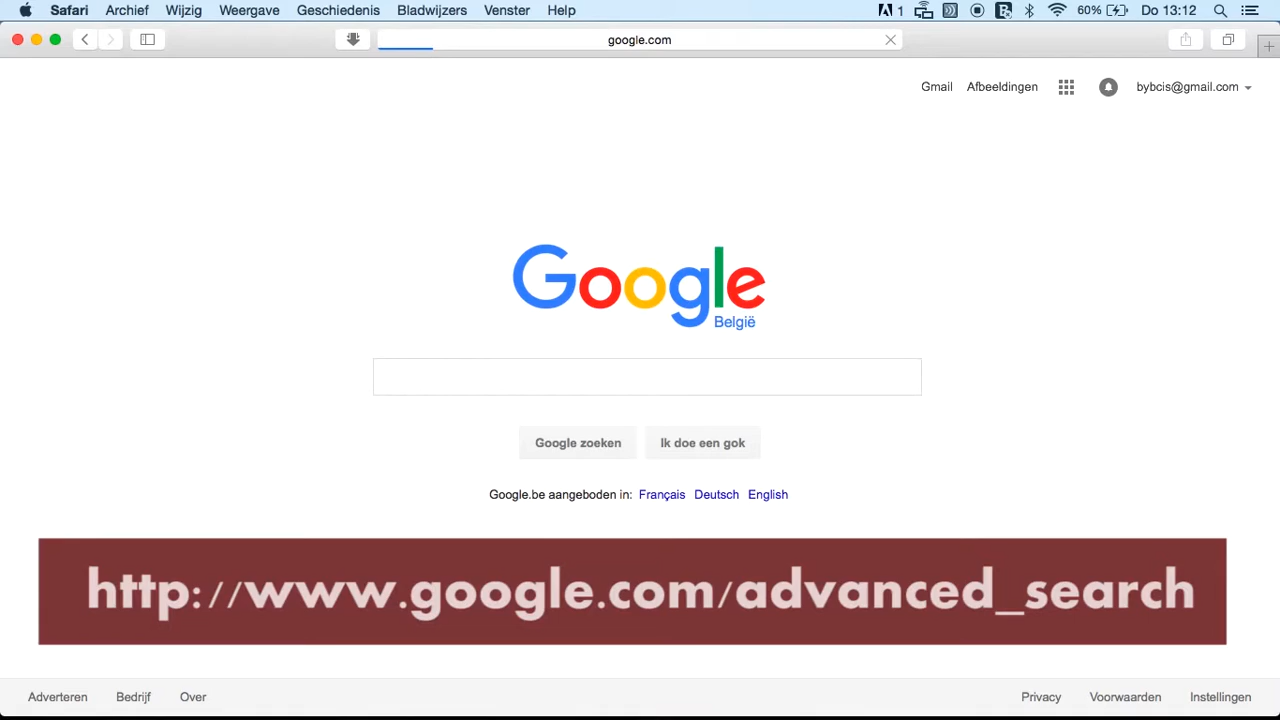 Safari Archief Wijzig Weergave Geschiedenis Bladwijzers Venster Help 1 60% Do 13:12
google.com
Gmail Afbeeldingen bybcis@gmail.com
Google
België
Google zoeken Ik doe een gok
Google.be aangeboden in: Français Deutsch English
http://www.google.com/advanced_search
Adverteren Bedrijf Over Privacy Voorwaarden Instellingen